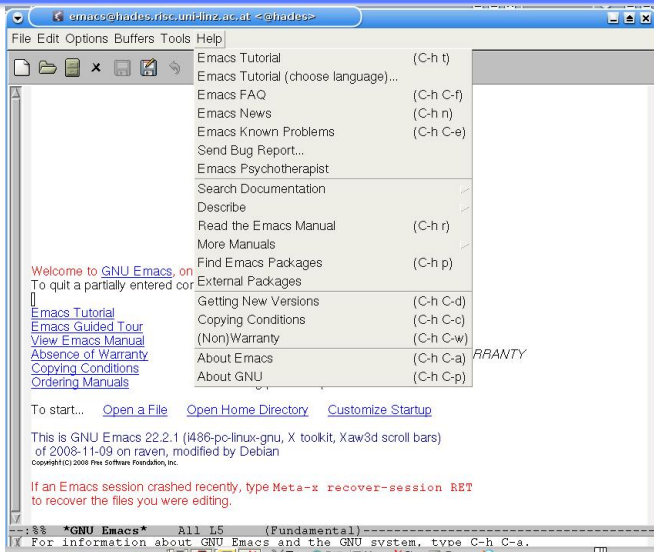 emacs@hades.risc.uni-linz.ac.at <@hades>
File Edit Options Buffers Tools Help
Emacs Tutorial (C-h t)
Emacs Tutorial (choose language)...
Emacs FAQ (C-h C-f)
Emacs News (C-h n)
Emacs Known Problems (C-h C-e)
Send Bug Report...
Emacs Psychotherapist
Search Documentation
Describe
Read the Emacs Manual (C-h r)
More Manuals
Find Emacs Packages (C-h p)
External Packages
Getting New Versions (C-h C-d)
Copying Conditions (C-h C-c)
(Non)Warranty (C-h C-w)
About Emacs (C-h C-a)
About GNU (C-h C-p)
Welcome to GNU Emacs, on
To quit a partially entered
Emacs Tutorial
Emacs Guided Tour
View Emacs Manual
Absence of Warranty
Copying Conditions
Ordering Manuals
To start... Open a File Open Home Directory Customize Startup
This is GNU Emacs 22.2.1 (i486-pc-linux-gnu, X toolkit, Xaw3d scroll bars)
of 2008-11-09 on raven, modified by Debian
Copyright (C) 2008 Free Software Foundation, Inc.
If an Emacs session crashed recently, type Meta-x recover-session RET
to recover the files you were editing.
--:%% *GNU Emacs* All L5 (Fundamental)
For information about GNU Emacs and the GNU system, type C-h C-a.